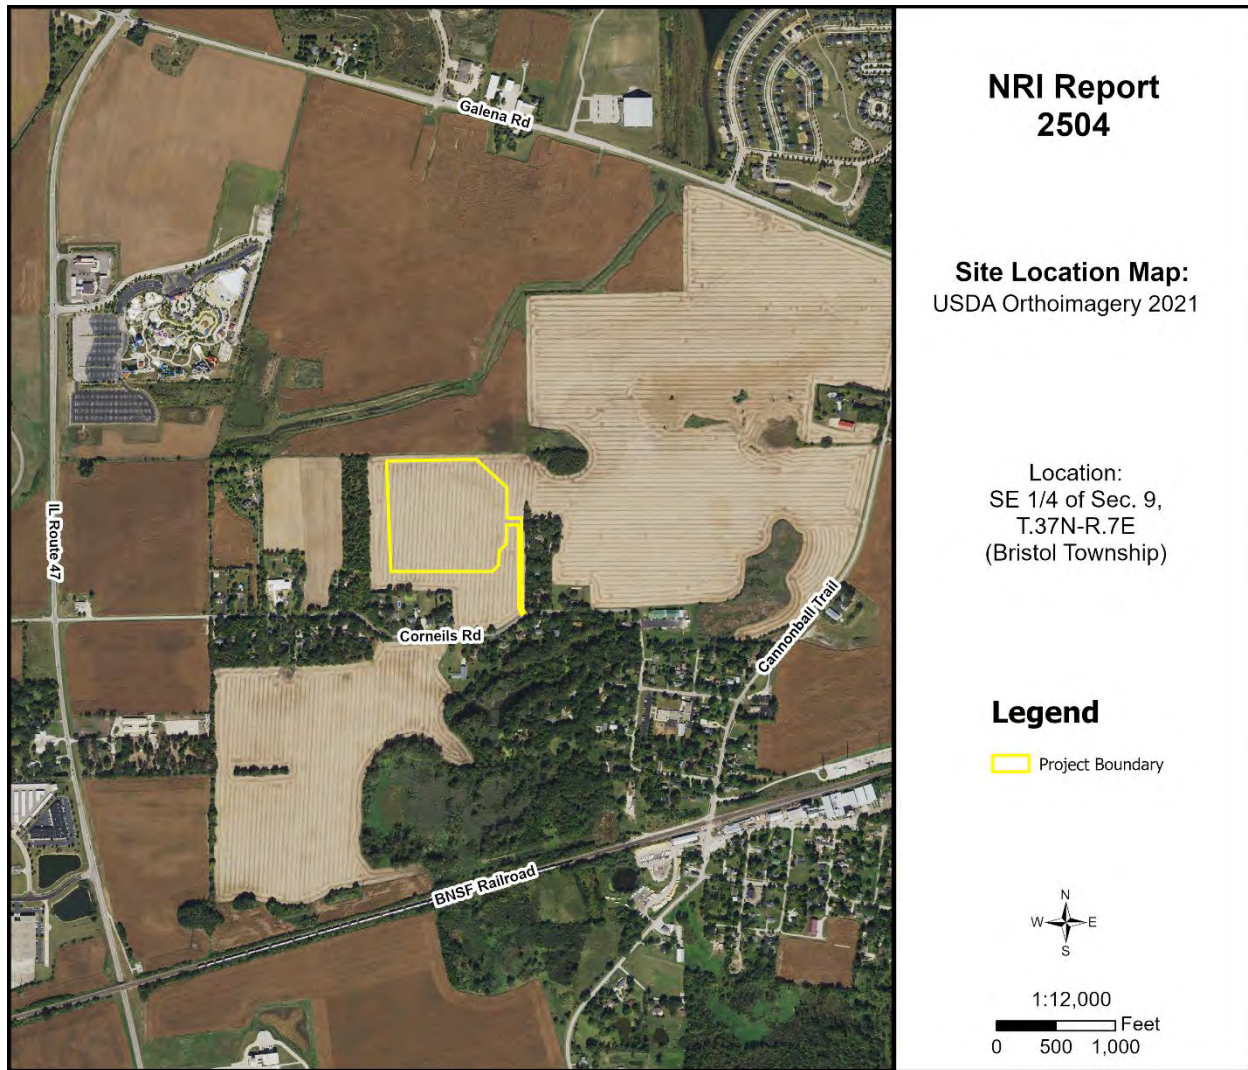 NRI Report
2504
Site Location Map:
USDA Orthoimagery 2021
Location:
SE 1/4 of Sec. 9,
T.37N-R.7E
(Bristol Township)
Legend
Project Boundary
N
W E
S
1:12,000
Feet
0 500 1,000
Galena Rd
IL Route 47
Corneils Rd
Cannonball Trail
BNSF Railroad